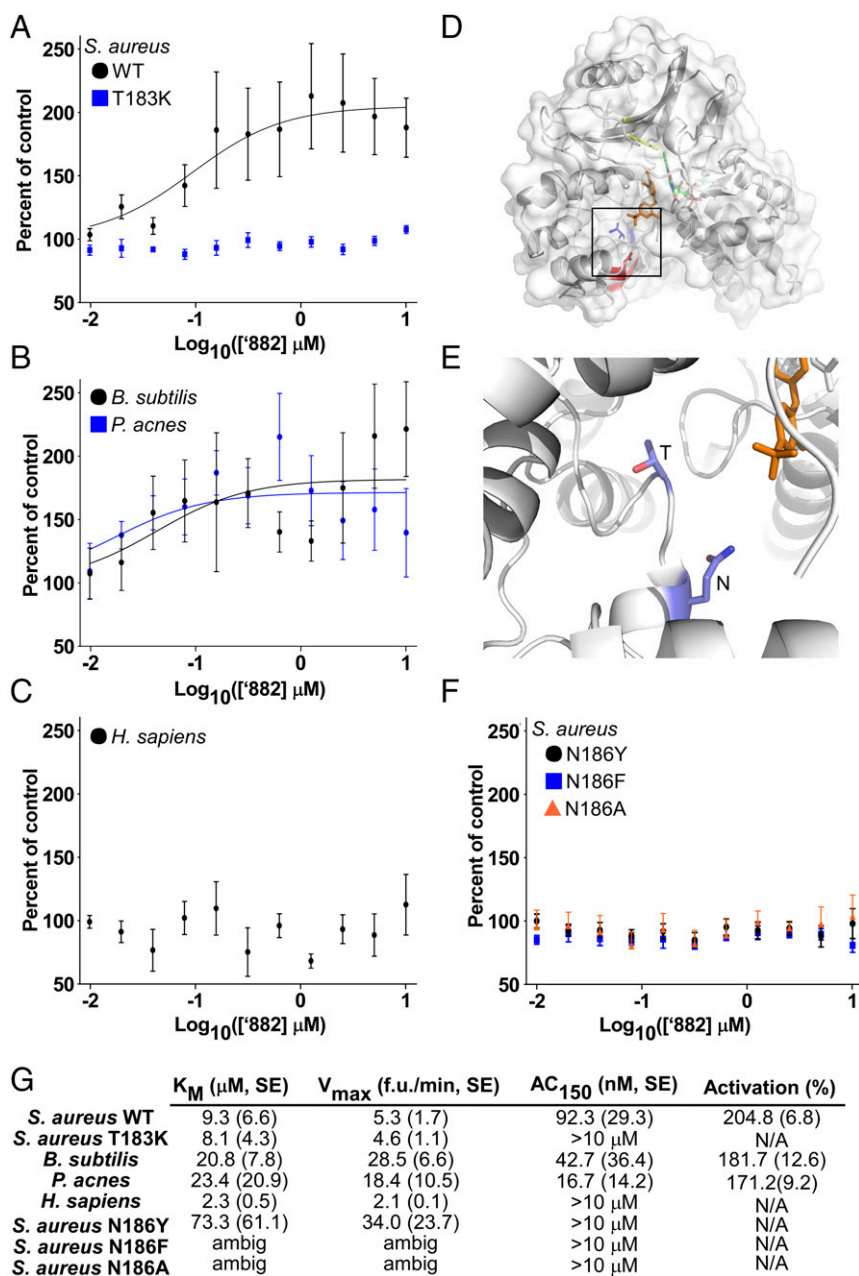 A
S. aureus
WT
T183K
250
200
150
100
50
Percent of control
-2 -1 0 1
Log10(['882] μM)
B
B. subtilis
P. acnes
250
200
150
100
50
Percent of control
-2 -1 0 1
Log10(['882] μM)
C
H. sapiens
250
200
150
100
50
Percent of control
-2 -1 0 1
Log10(['882] μM)
D
E
T
N
F
S. aureus
N186Y
N186F
N186A
250
200
150
100
50
Percent of control
-2 -1 0 1
Log10(['882] μM)
G
KM (μM, SE) Vmax (f.u./min, SE) AC150 (nM, SE) Activation (%)
S. aureus WT 9.3 (6.6) 5.3 (1.7) 92.3 (29.3) 204.8 (6.8)
S. aureus T183K 8.1 (4.3) 4.6 (1.1) >10 μM N/A
B. subtilis 20.8 (7.8) 28.5 (6.6) 42.7 (36.4) 181.7 (12.6)
P. acnes 23.4 (20.9) 18.4 (10.5) 16.7 (14.2) 171.2(9.2)
H. sapiens 2.3 (0.5) 2.1 (0.1) >10 μM N/A
S. aureus N186Y 73.3 (61.1) 34.0 (23.7) >10 μM N/A
S. aureus N186F ambig ambig >10 μM N/A
S. aureus N186A ambig ambig >10 μM N/A